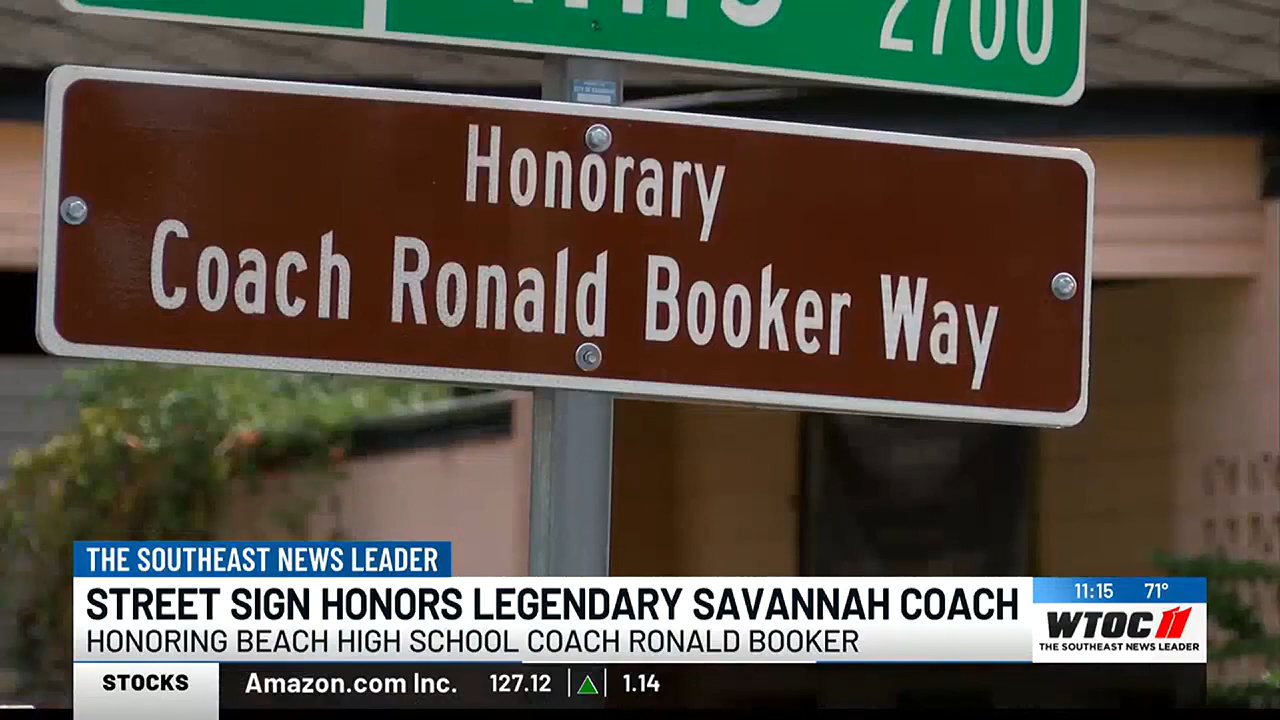 2700
Honorary
Coach Ronald Booker Way
THE SOUTHEAST NEWS LEADER
STREET SIGN HONORS LEGENDARY SAVANNAH COACH
HONORING BEACH HIGH SCHOOL COACH RONALD BOOKER
11:15 71°
WTOC 11
THE SOUTHEAST NEWS LEADER
STOCKS Amazon.com Inc. 127.12 ▲ 1.14